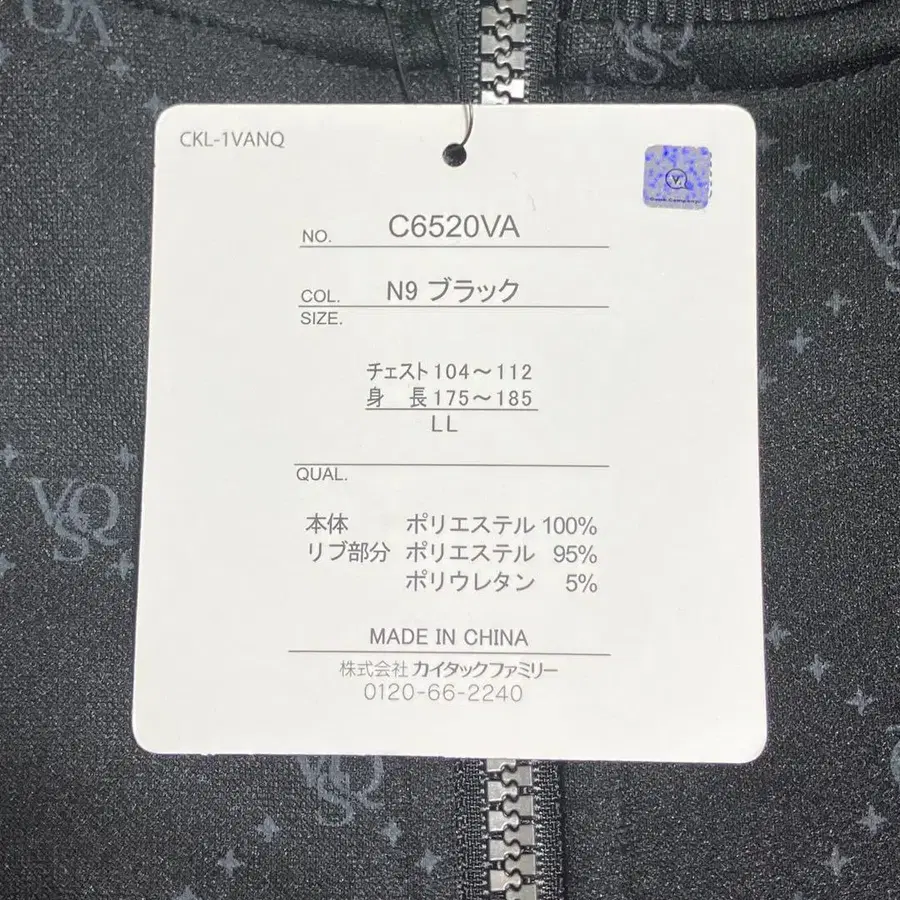 CKL-1VANQ
NO. C6520VA
COL. N9 ブラック
SIZE.
チェスト104〜112
身 長175〜185
LL
QUAL.
本体 ポリエステル 100%
リブ部分 ポリエステル 95%
ポリウレタン 5%
MADE IN CHINA
株式会社 カイタックファミリー
0120-66-2240
VSQ
VSQ
VSQ